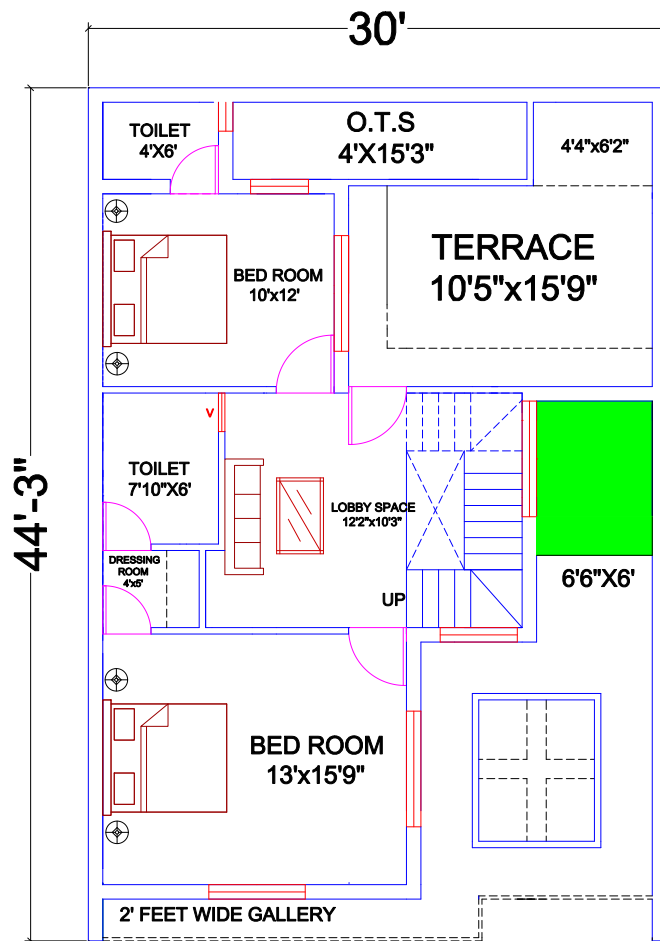 30'
44'-3"
TOILET
4'X6'
O.T.S
4'X15'3"
4'4"x6'2"
TERRACE
10'5"x15'9"
BED ROOM
10'x12'
v
TOILET
7'10"X6'
LOBBY SPACE
12'2"x10'3"
DRESSING
ROOM
4'x5'
6'6"X6'
UP
BED ROOM
13'x15'9"
2' FEET WIDE GALLERY